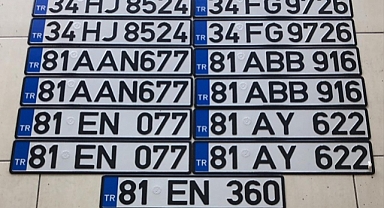 TR 34 HJ 8524 TR 34 FG 9726
TR 34 HJ 8524 TR 34 FG 9726
TR 81 AAN 677 TR 81 ABB 916
TR 81 AAN 677 TR 81 ABB 916
TR 81 EN 077 TR 81 AY 622
TR 81 EN 077 TR 81 AY 622
TR 81 EN 360